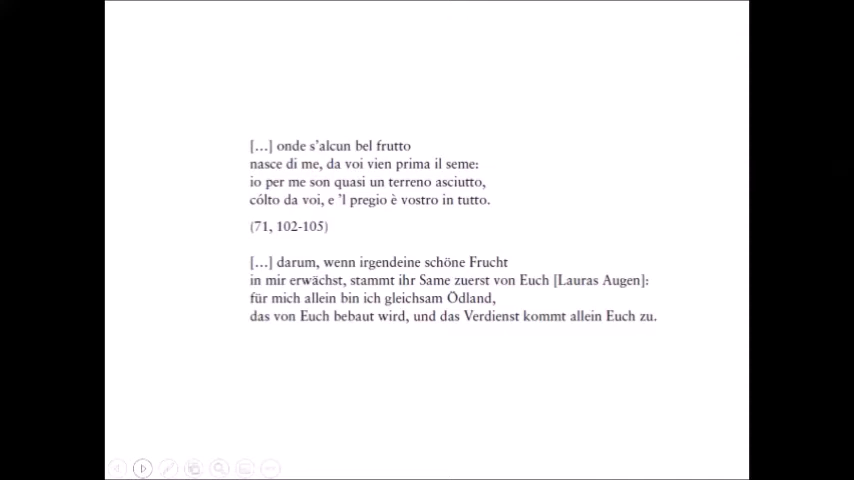 [...] onde s'alcun bel frutto
nasce di me, da voi vien prima il seme:
io per me son quasi un terreno asciutto,
cólto da voi, e 'l pregio è vostro in tutto.
(71, 102-105)
[...] darum, wenn irgendeine schöne Frucht
in mir erwächst, stammt ihr Same zuerst von Euch [Lauras Augen]:
für mich allein bin ich gleichsam Ödland,
das von Euch bebaut wird, und das Verdienst kommt allein Euch zu.